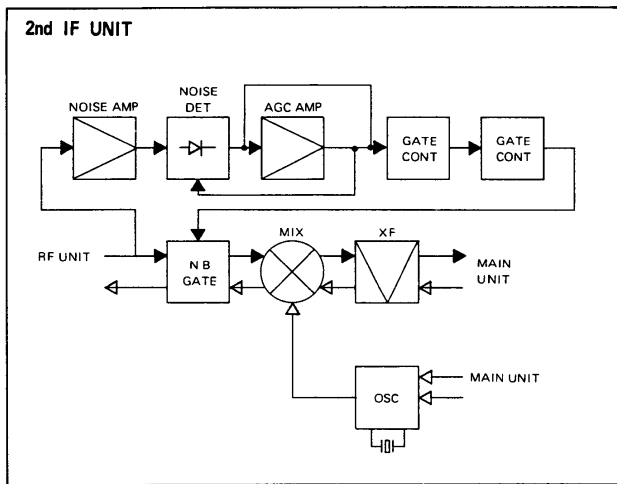 2nd IF UNIT
NOISE AMP
NOISE
DET
AGC AMP
GATE
CONT
GATE
CONT
RF UNIT
N B
GATE
MIX
XF
MAIN
UNIT
OSC
MAIN UNIT